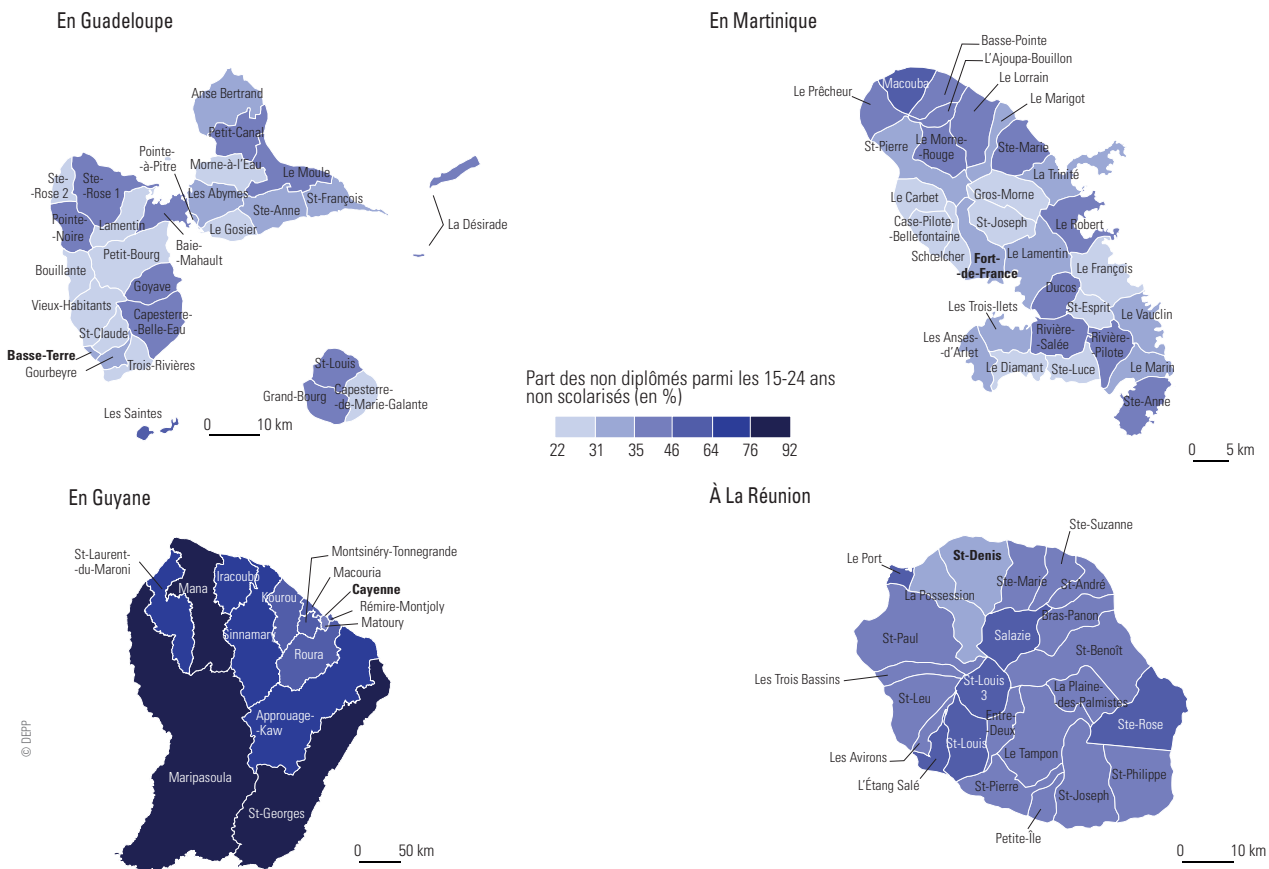 En Guadeloupe
Anse Bertrand
Petit-Canal
Pointe-
-à-Pitre
Morne-à-l'Eau
Le Moule
Ste-
-Rose 2
Ste-
-Rose 1
Les Abymes
St-François
Ste-Anne
Pointe-
-Noire
Lamentin
Le Gosier
La Désirade
Baie-
-Mahault
Petit-Bourg
Bouillante
Goyave
Vieux-Habitants
Capesterre-
-Belle-Eau
St-Claude
Basse-Terre
Gourbeyre
Trois-Rivières
St-Louis
Grand-Bourg
Capesterre-
-de-Marie-Galante
Les Saintes
0 10 km
En Martinique
Basse-Pointe
L'Ajoupa-Bouillon
Le Lorrain
Le Marigot
Macouba
Le Prêcheur
St-Pierre
Le Morne-
-Rouge
Ste-Marie
La Trinité
Le Carbet
Gros-Morne
Case-Pilote-
-Bellefontaine
St-Joseph
Le Robert
Schœlcher
Fort-
-de-France
Le Lamentin
Le François
Ducos
Les Trois-Ilets
St-Esprit
Le Vauclin
Les Anses-
-d'Arlet
Rivière-
-Salée
Rivière-
-Pilote
Le Diamant
Ste-Luce
Le Marin
Ste-Anne
0 5 km
Part des non diplômés parmi les 15-24 ans
non scolarisés (en %)
22 31 35 46 64 76 92
En Guyane
St-Laurent-
-du-Maroni
Mana
Iracoubo
Kourou
Sinnamary
Montsinéry-Tonnegrande
Macouria
Cayenne
Rémire-Montjoly
Matoury
Roura
Approuage-
-Kaw
Maripasoula
St-Georges
0 50 km
© DEPP
À La Réunion
Ste-Suzanne
Le Port
St-Denis
Ste-Marie
St-André
La Possession
Bras-Panon
St-Paul
Salazie
St-Benoît
Les Trois Bassins
St-Louis
3
La Plaine-
-des-Palmistes
St-Leu
Entre-
-Deux
Ste-Rose
St-Louis
Les Avirons
Le Tampon
L'Étang Salé
St-Pierre
St-Joseph
St-Philippe
Petite-Île
0 10 km